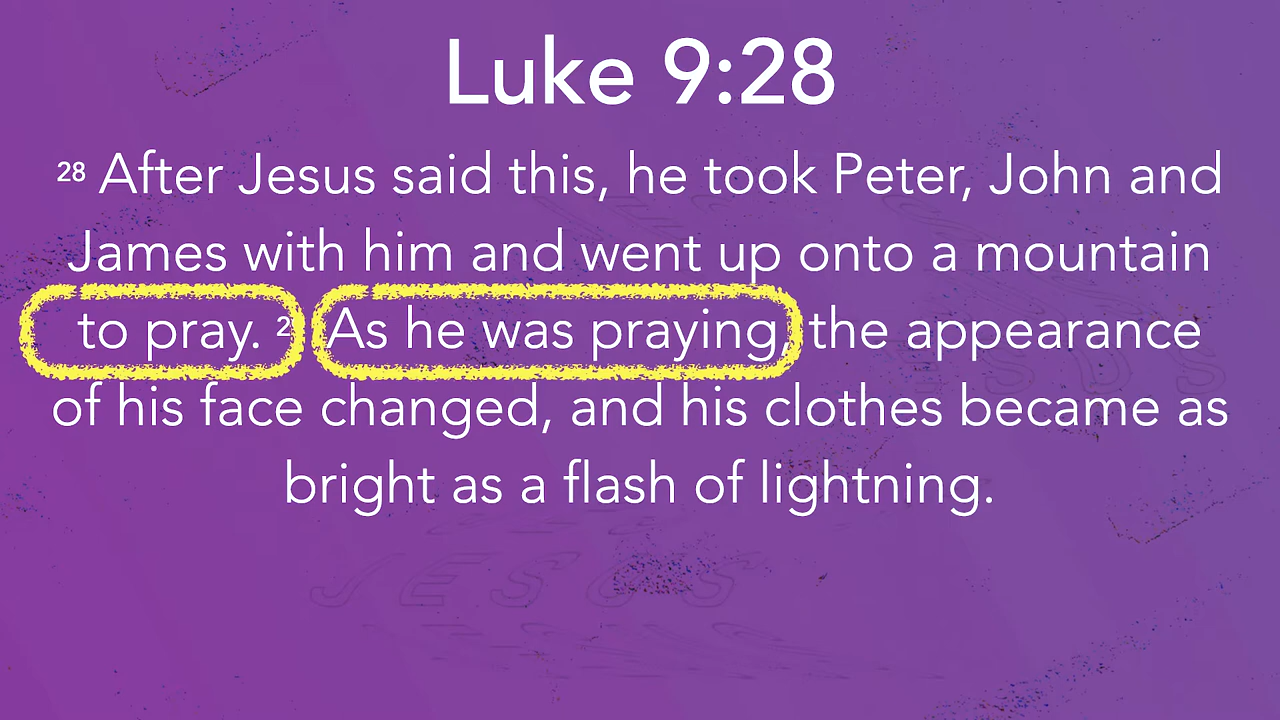 Luke 9:28
28 After Jesus said this, he took Peter, John and
James with him and went up onto a mountain
to pray. 2 As he was praying, the appearance
of his face changed, and his clothes became as
bright as a flash of lightning.
JESUS